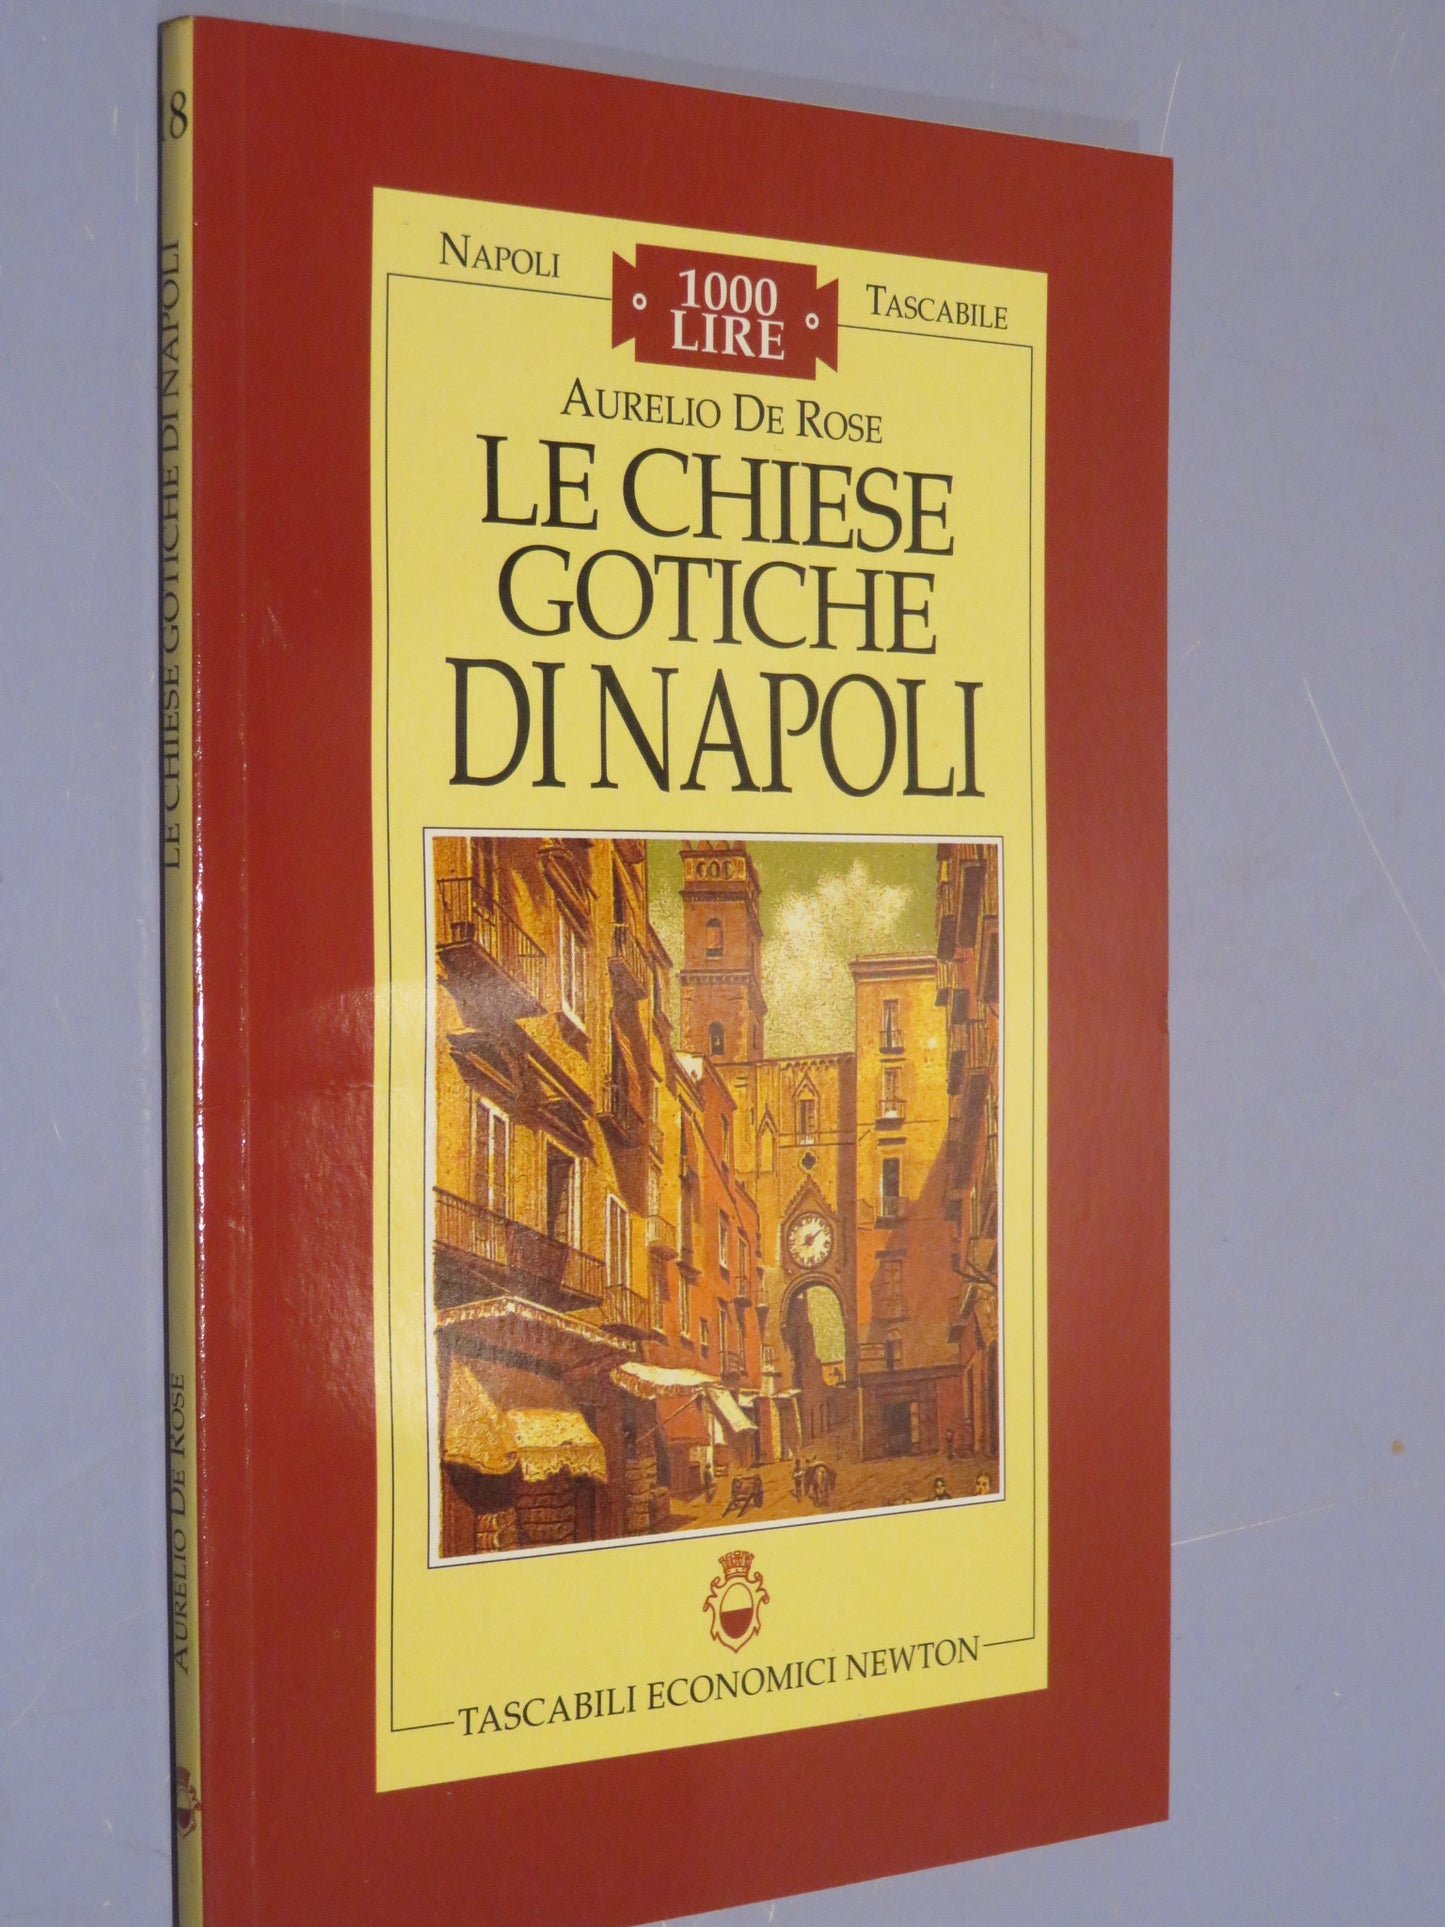 NAPOLI
1000
LIRE
TASCABILE
AURELIO DE ROSE
LE CHIESE
GOTICHE
DI NAPOLI
TASCABILI ECONOMICI NEWTON
AURELIO DE ROSE
LE CHIESE GOTICHE DI NAPOLI
8